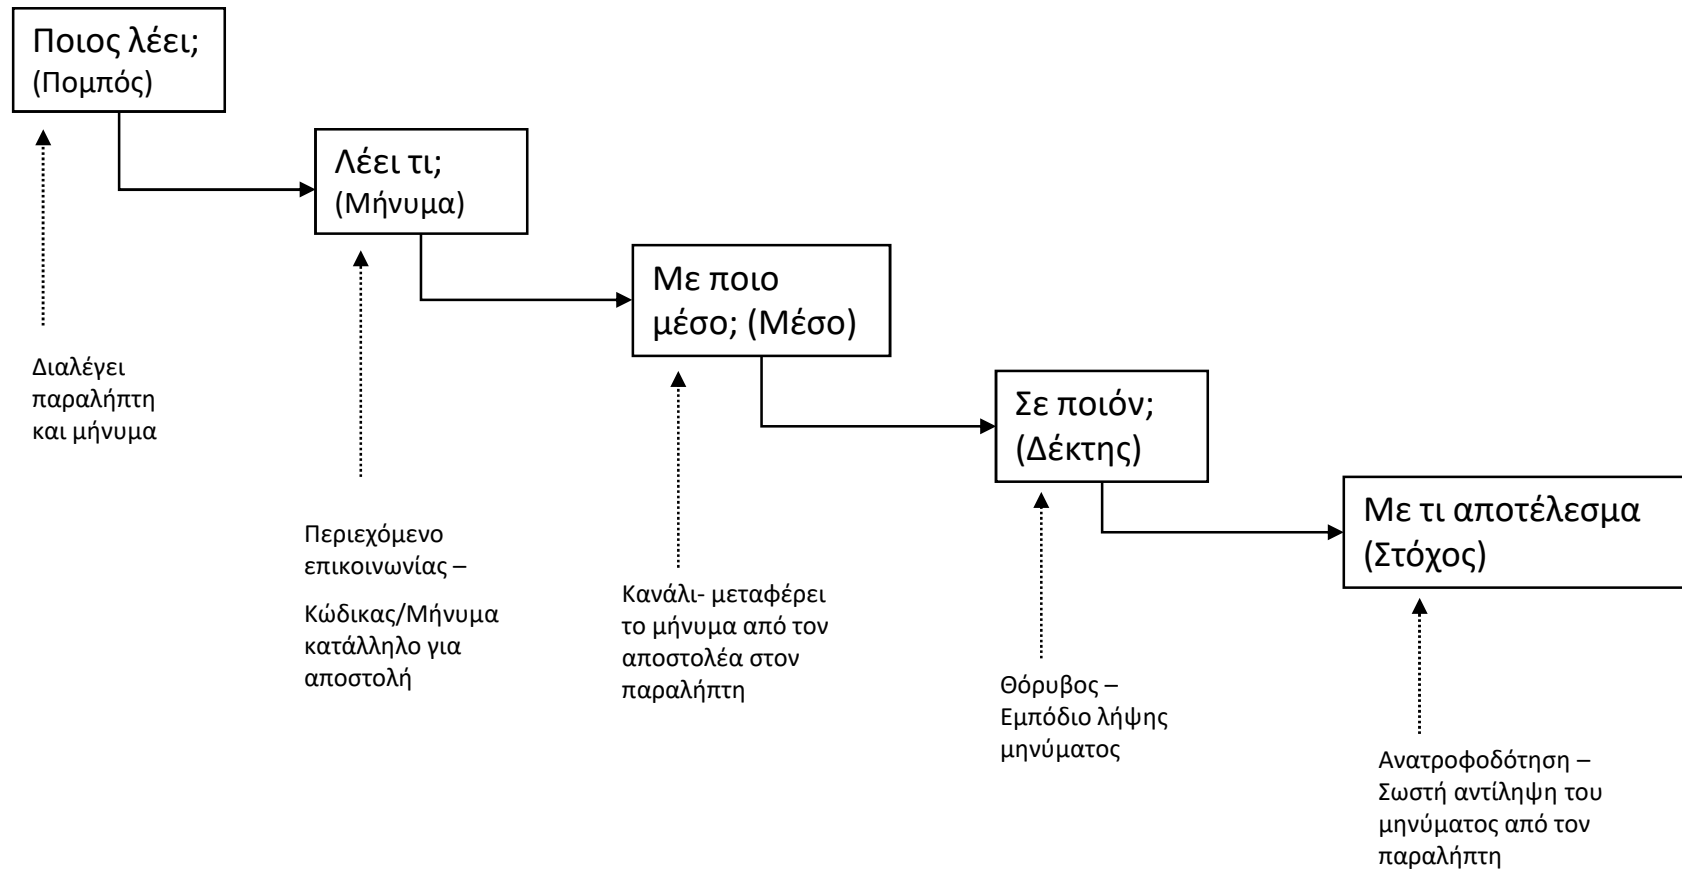 Ποιος λέει;
(Πομπός)
Λέει τι;
(Μήνυμα)
Με ποιο
μέσο; (Μέσο)
Σε ποιόν;
(Δέκτης)
Με τι αποτέλεσμα
(Στόχος)
Διαλέγει
παραλήπτη
και μήνυμα
Περιεχόμενο
επικοινωνίας –
Κώδικας/Μήνυμα
κατάλληλο για
αποστολή
Κανάλι- μεταφέρει
το μήνυμα από τον
αποστολέα στον
παραλήπτη
Θόρυβος –
Εμπόδιο λήψης
μηνύματος
Ανατροφοδότηση –
Σωστή αντίληψη του
μηνύματος από τον
παραλήπτη